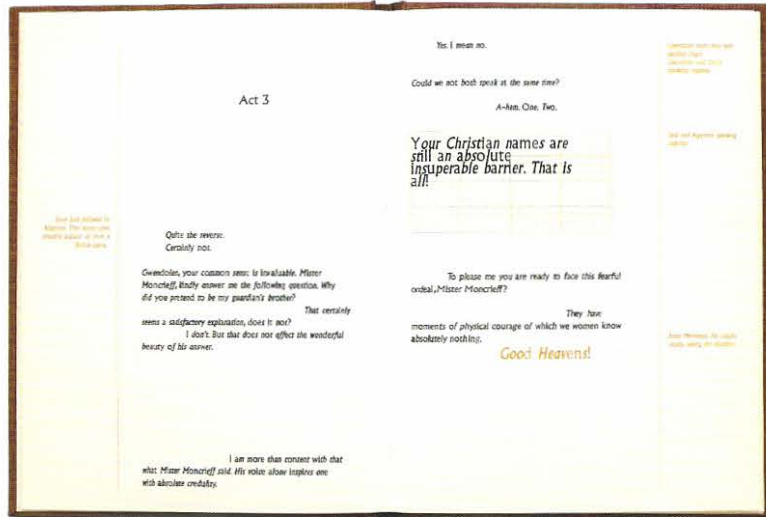 Act 3
Quite the reverse.
Certainly not.
Gwendolen, your common sense is invaluable. Mister
Moncrieff, kindly answer me the following question. Why
did you pretend to be my guardian's brother?
That certainly
seems a satisfactory explanation, does it not?
I don't. But that does not affect the wonderful
beauty of his answer.
I am more than content with that
what Mister Moncrieff said. His voice alone inspires one
with absolute credulity.
Yes. I mean no.
Could we not both speak at the same time?
A-hem. One. Two.
Your Christian names are
still an absolute
insuperable barrier. That is
all!
To please me you are ready to face this fearful
ordeal, Mister Moncrieff?
They have
moments of physical courage of which we women know
absolutely nothing.
Good Heavens!